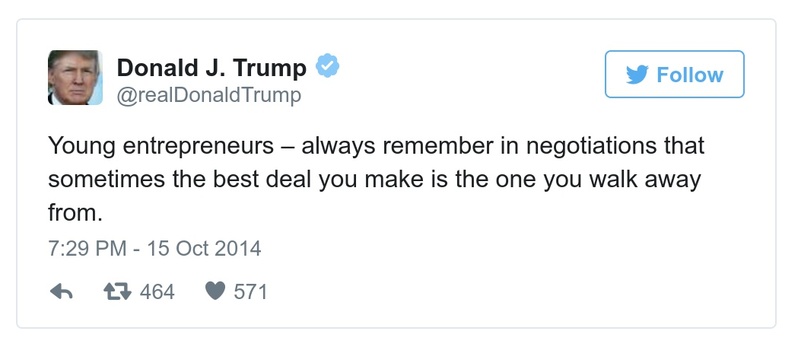 Donald J. Trump
@realDonaldTrump
Follow
Young entrepreneurs – always remember in negotiations that
sometimes the best deal you make is the one you walk away
from.
7:29 PM - 15 Oct 2014
464 571